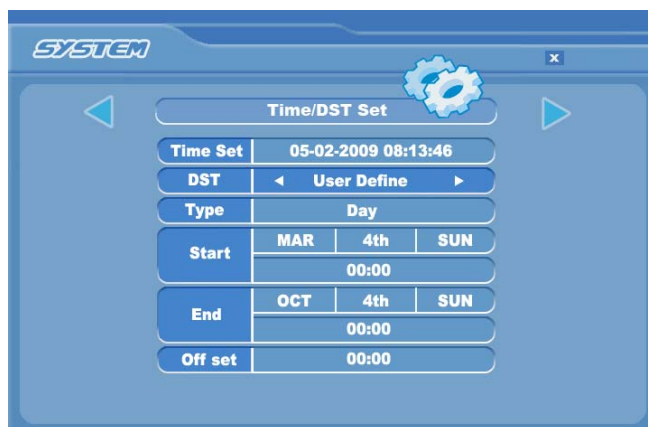 SYSTEM
x
Time/DST Set
Time Set 05-02-2009 08:13:46
DST User Define
Type Day
Start MAR 4th SUN
00:00
End OCT 4th SUN
00:00
Off set 00:00